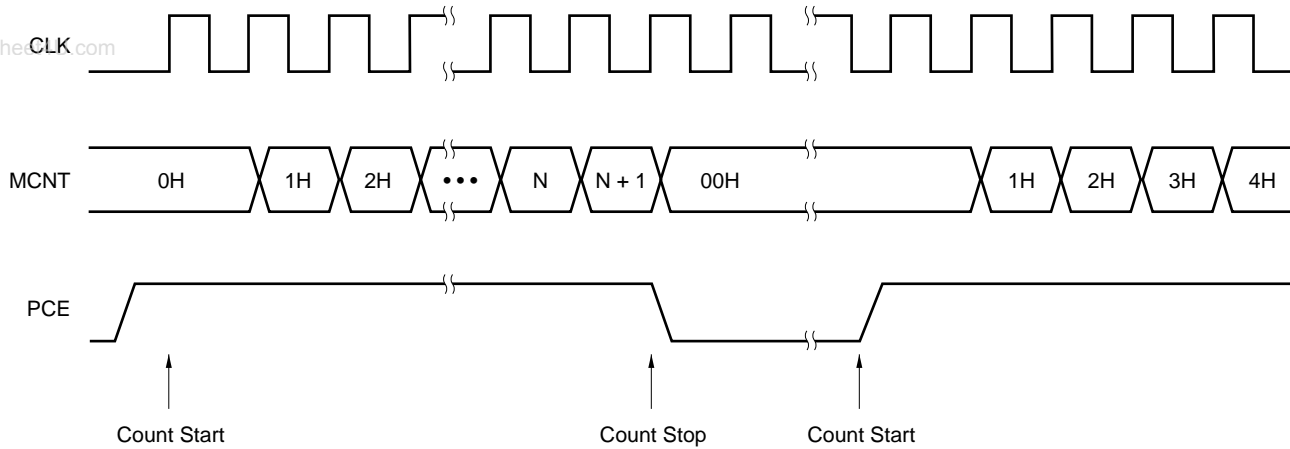 CLK
MCNT 0H 1H 2H ••• N N + 1 00H 1H 2H 3H 4H
PCE
Count Start Count Stop Count Start